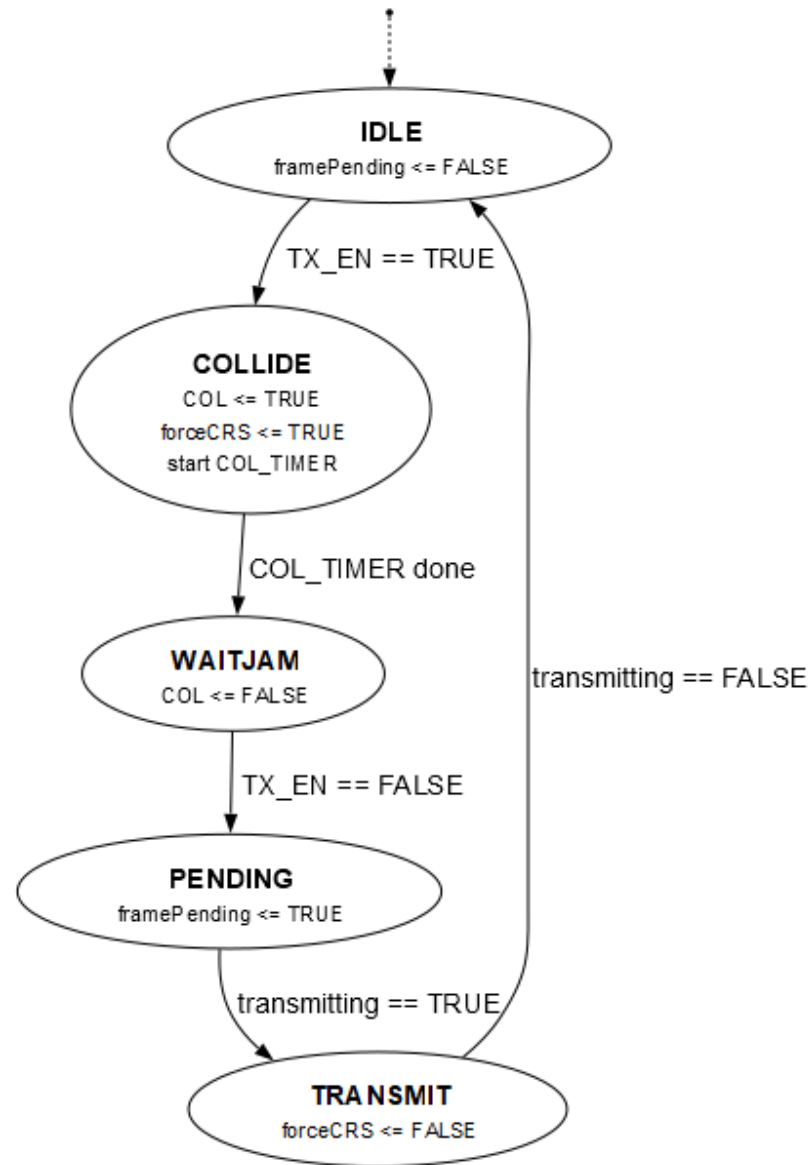 IDLE
framePending <= FALSE
TX_EN == TRUE
COLLIDE
COL <= TRUE
forceCRS <= TRUE
start COL_TIMER
COL_TIMER done
WAITJAM
COL <= FALSE
transmitting == FALSE
TX_EN == FALSE
PENDING
framePending <= TRUE
transmitting == TRUE
TRANSMIT
forceCRS <= FALSE